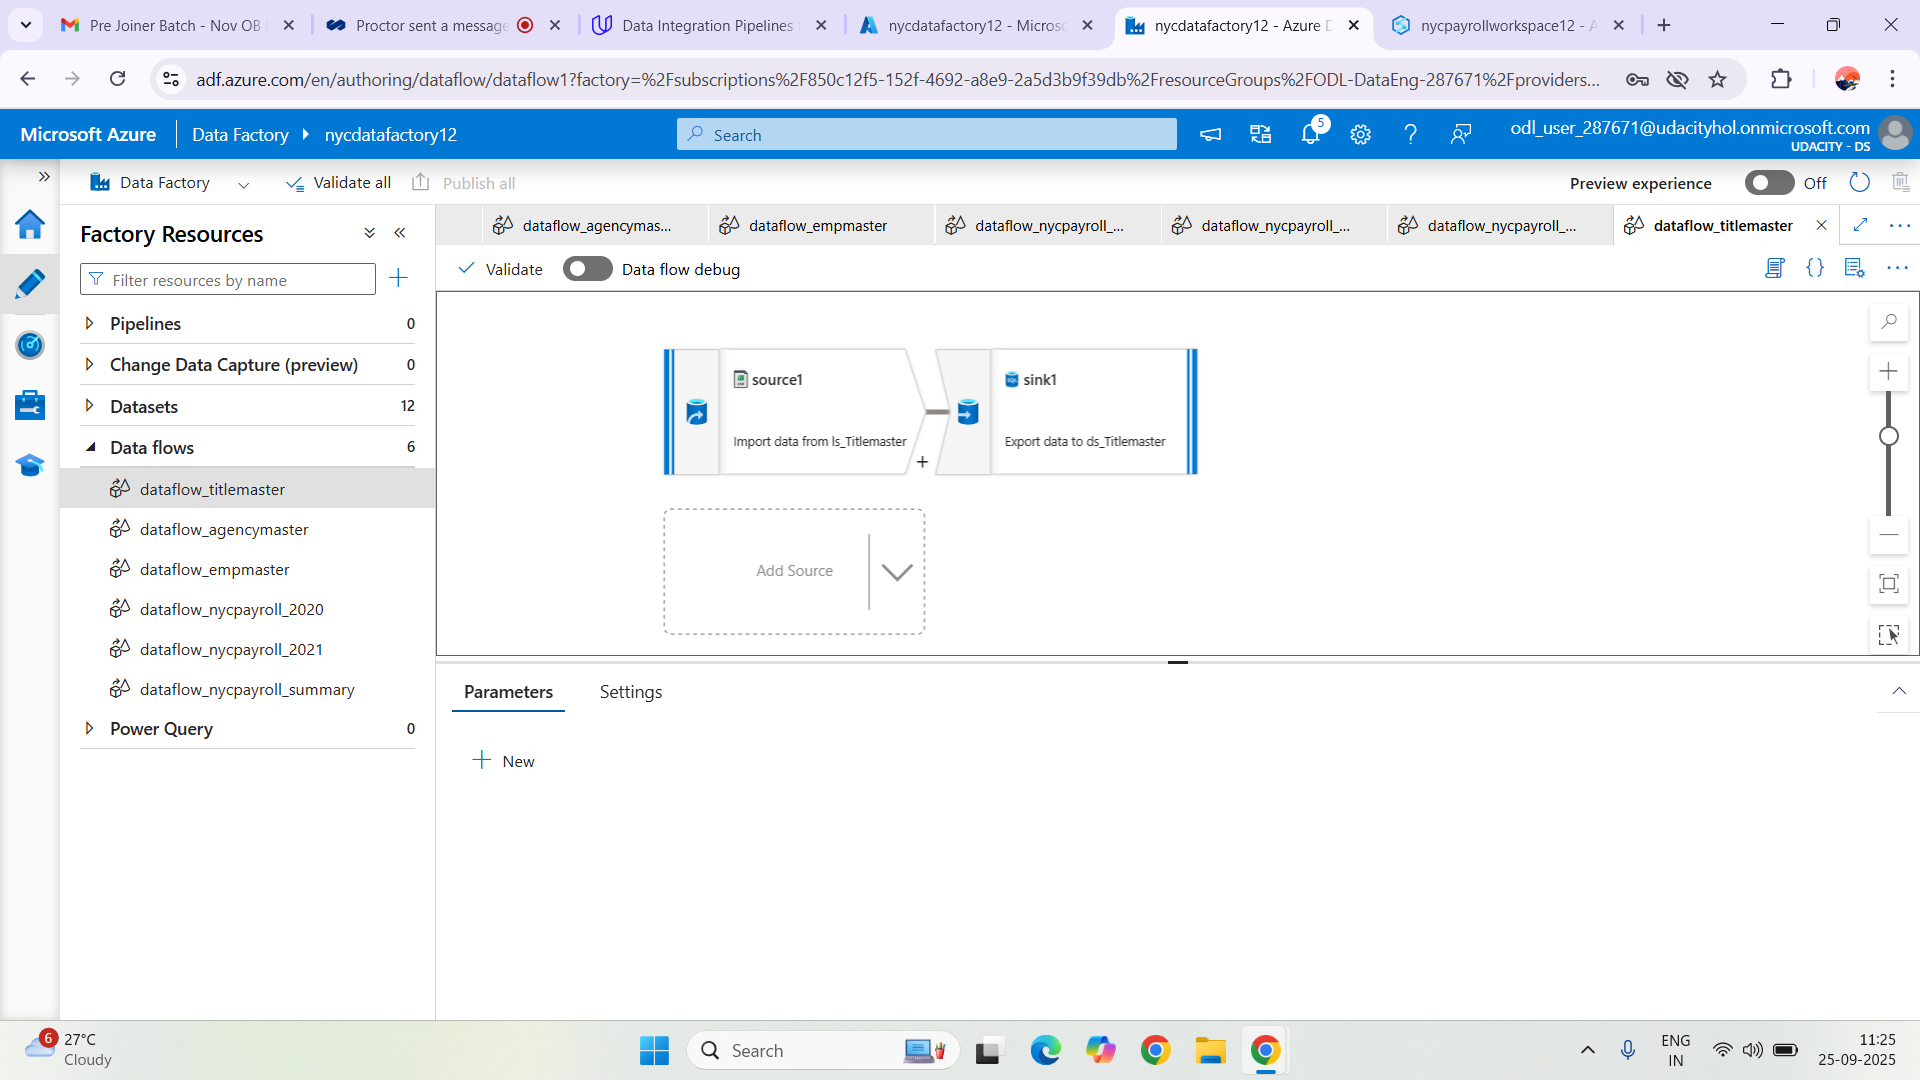 Pre Joiner Batch - Nov OB
Proctor sent a message
Data Integration Pipelines
nycdatafactory12 - Microso
nycdatafactory12 - Azure D
nycpayrollworkspace12 - A
adf.azure.com/en/authoring/dataflow/dataflow1?factory=%2Fsubscriptions%2F850c12f5-152f-4692-a8e9-2a5d3b9f39db%2FresourceGroups%2FODL-DataEng-287671%2Fproviders...
Microsoft Azure
Data Factory
nycdatafactory12
Search
5
odl_user_287671@udacityhol.onmicrosoft.com
UDACITY - DS
Data Factory
Validate all
Publish all
Preview experience
Off
Factory Resources
dataflow_agencymas...
dataflow_empmaster
dataflow_nycpayroll_...
dataflow_nycpayroll_...
dataflow_nycpayroll_...
dataflow_titlemaster
Filter resources by name
Validate
Data flow debug
Pipelines 0
Change Data Capture (preview) 0
Datasets 12
Data flows 6
dataflow_titlemaster
dataflow_agencymaster
dataflow_empmaster
dataflow_nycpayroll_2020
dataflow_nycpayroll_2021
dataflow_nycpayroll_summary
Power Query 0
source1
Import data from ls_Titlemaster
sink1
Export data to ds_Titlemaster
Add Source
Parameters
Settings
New
6
27°C
Cloudy
Search
ENG
IN
11:25
25-09-2025